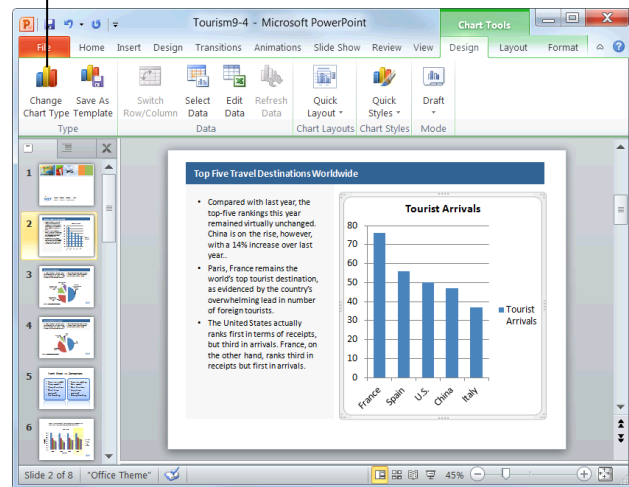 Tourism9-4 - Microsoft PowerPoint
Chart Tools
File Home Insert Design Transitions Animations Slide Show Review View Design Layout Format
Change Chart Type
Save As Template
Switch Row/Column
Select Data
Edit Data
Refresh Data
Quick Layout
Quick Styles
Draft
Type
Data
Chart Layouts
Chart Styles
Mode
1
2
3
4
5
6
Top Five Travel Destinations Worldwide
• Compared with last year, the
top-five rankings this year
remained virtually unchanged.
China is on the rise, however,
with a 14% increase over last
year..
• Paris, France remains the
world's top tourist destination,
as evidenced by the country's
overwhelming lead in number
of foreign tourists.
• The United States actually
ranks first in terms of receipts,
but third in arrivals. France, on
the other hand, ranks third in
receipts but first in arrivals.
Tourist Arrivals
80
70
60
50
40
30
20
10
0
France Spain U.S. China Italy
Tourist
Arrivals
Slide 2 of 8 "Office Theme" 45%